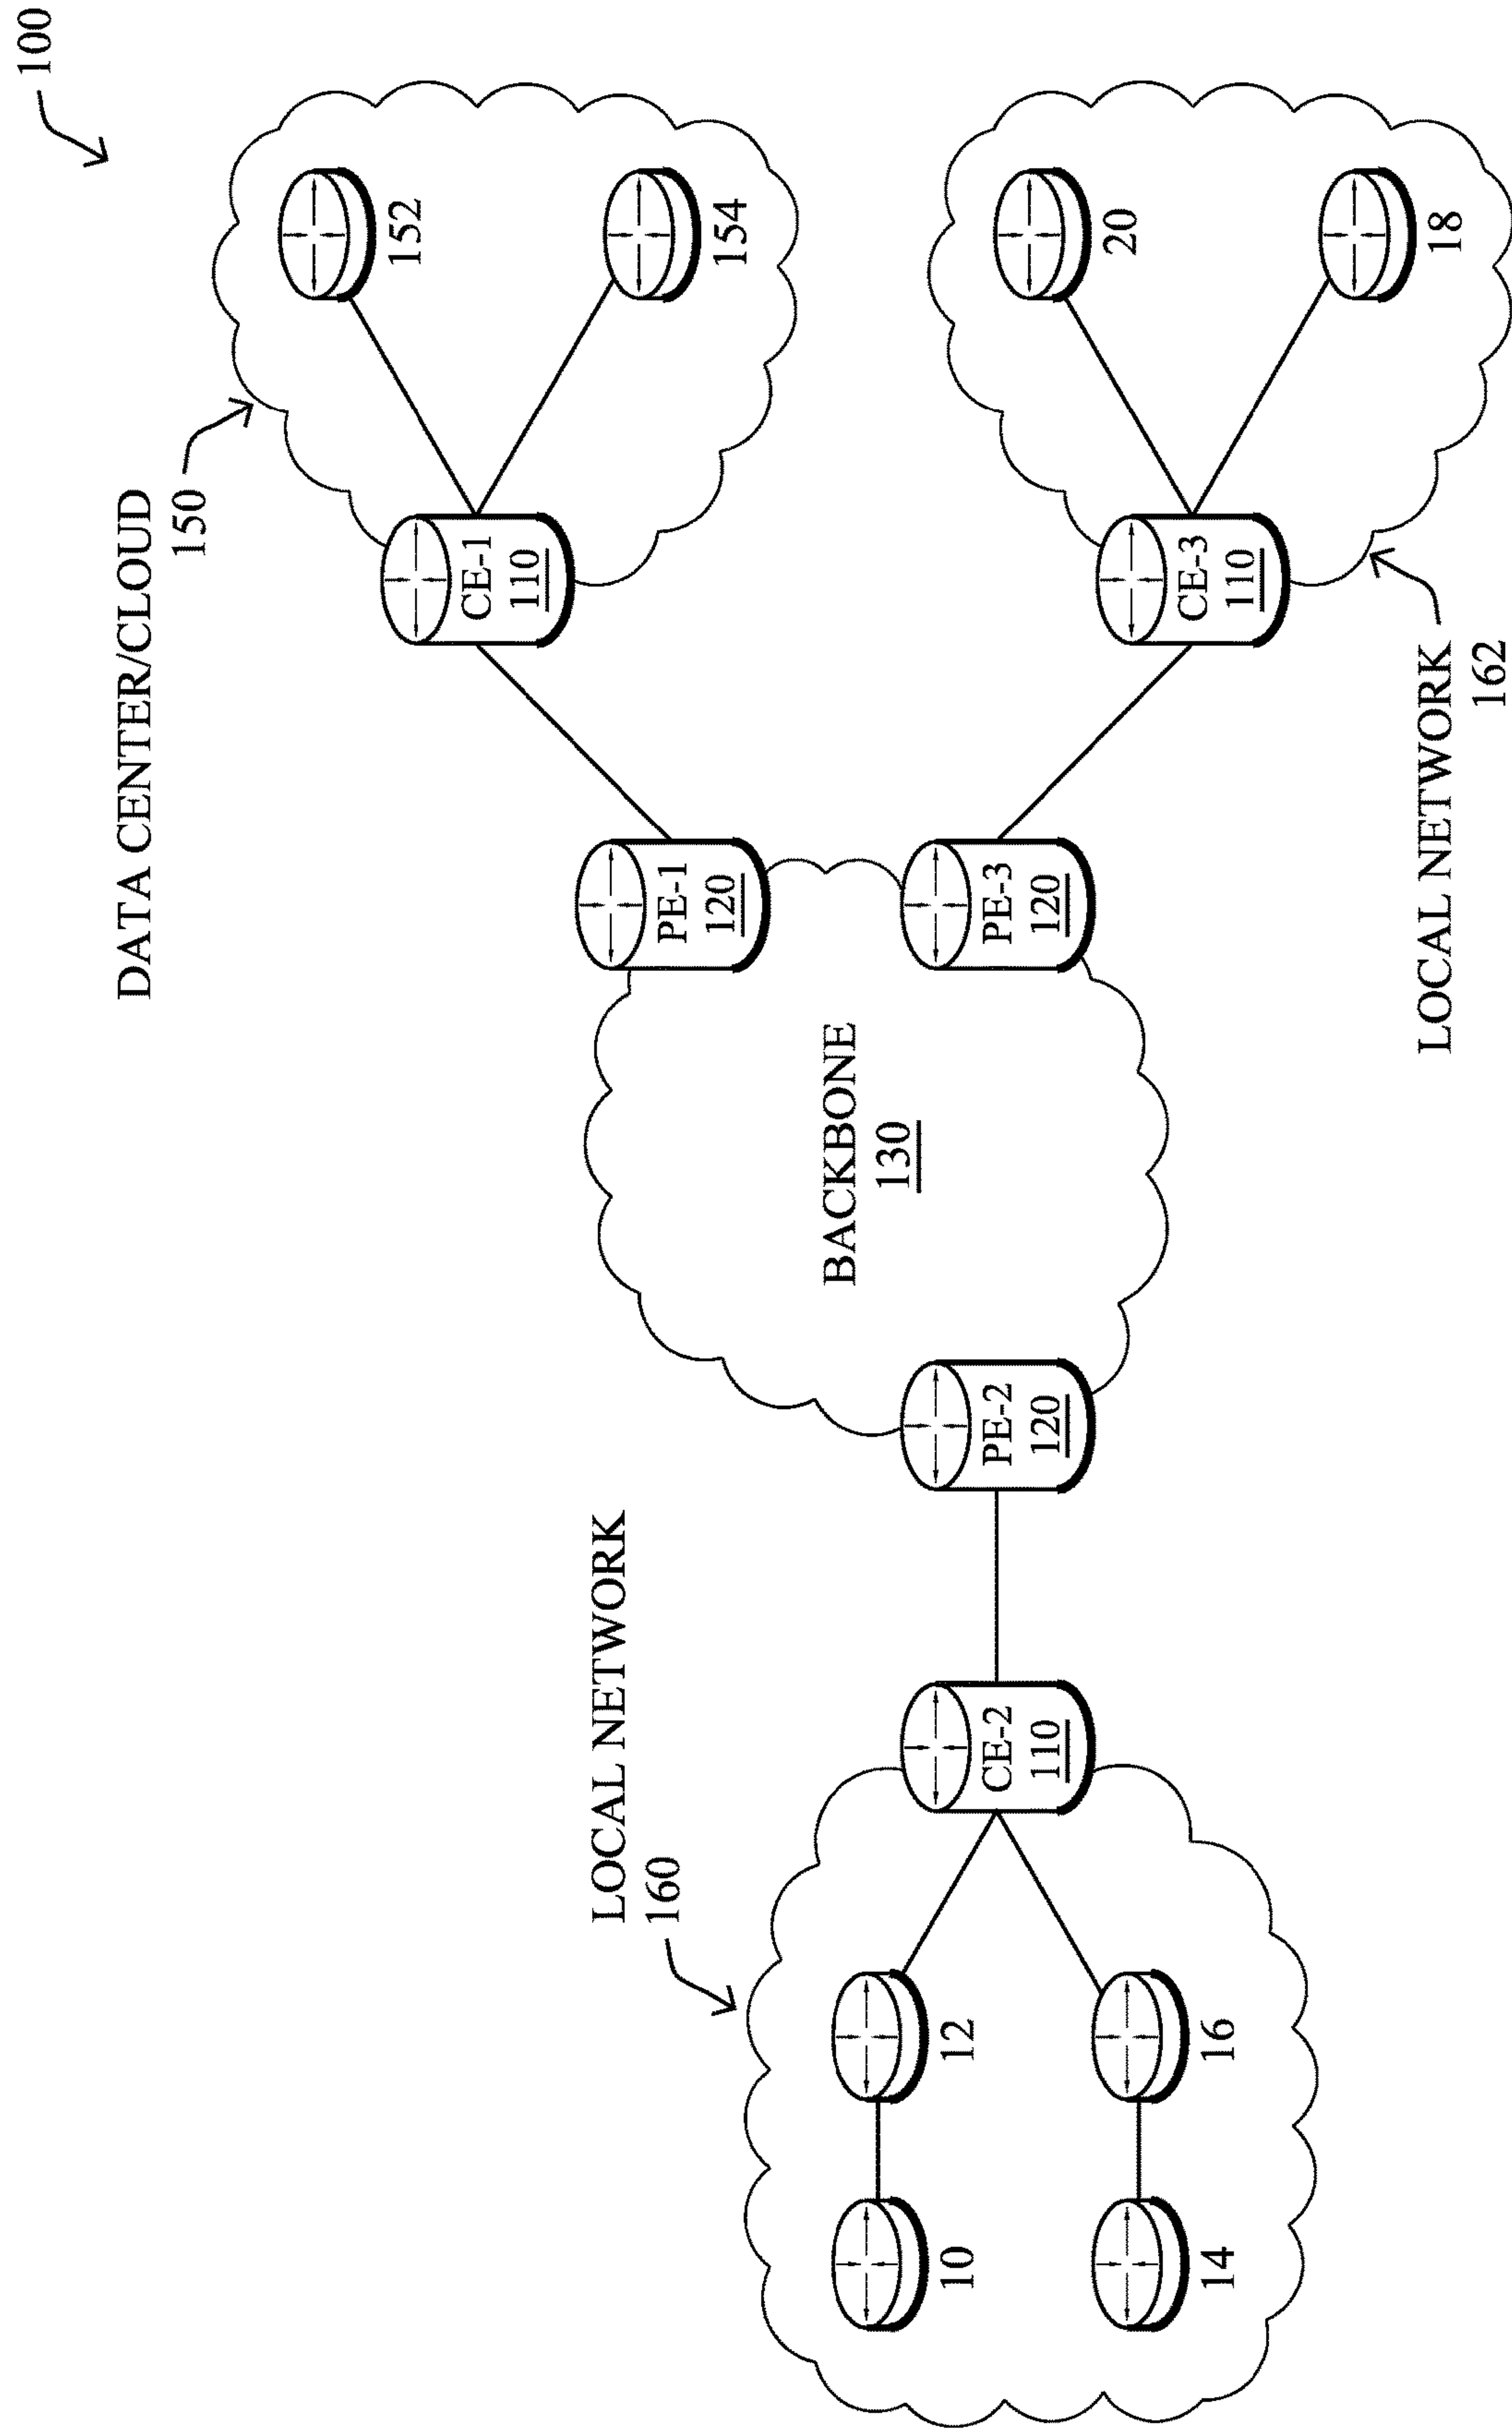 100
DATA CENTER/CLOUD
150
152
154
CE-1
110
PE-1
120
LOCAL NETWORK
160
BACKBONE
130
10
12
CE-2
110
PE-2
120
PE-3
120
14
16
CE-3
110
20
18
LOCAL NETWORK
162